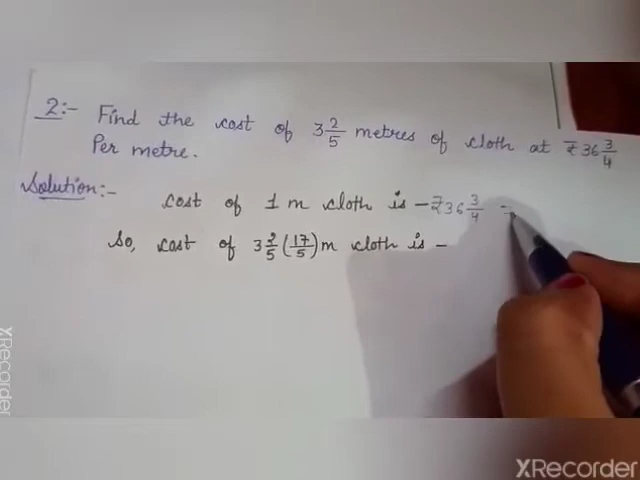 2:- Find the cost of 3 2/5 metres of cloth at ₹36 3/4
Per metre.
Solution:- cost of 1 m cloth is - ₹36 3/4 =
So, cost of 3 2/5 (17/5) m cloth is -
XRecorder
XRecorder